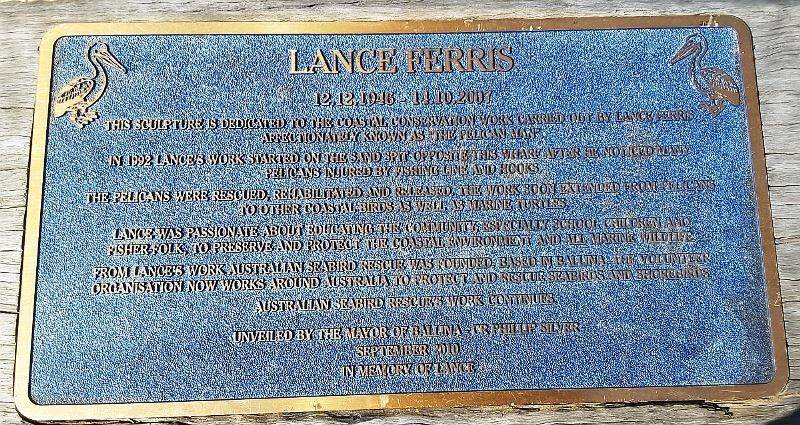 LANCE FERRIS
12.12.1946 - 14.10.2007
THIS SCULPTURE IS DEDICATED TO THE COASTAL CONSERVATION WORK CARRIED OUT BY LANCE FERRIS
AFFECTIONATELY KNOWN AS "THE PELICAN MAN"
IN 1992 LANCE'S WORK STARTED ON THE SAND SPIT OPPOSITE THIS WHARF AFTER HE NOTICED MANY
PELICANS INJURED BY FISHING LINE AND HOOKS.
THE PELICANS WERE RESCUED, REHABILITATED AND RELEASED. THE WORK SOON EXTENDED FROM PELICANS
TO OTHER COASTAL BIRDS AS WELL AS MARINE TURTLES.
LANCE WAS PASSIONATE ABOUT EDUCATING THE COMMUNITY, ESPECIALLY SCHOOL CHILDREN AND
FISHER-FOLK, TO PRESERVE AND PROTECT THE COASTAL ENVIRONMENT AND ALL MARINE WILDLIFE.
FROM LANCE'S WORK AUSTRALIAN SEABIRD RESCUE WAS FOUNDED. BASED IN BALLINA, THE VOLUNTEER
ORGANISATION NOW WORKS AROUND AUSTRALIA TO PROTECT AND RESCUE SEABIRDS AND SHOREBIRDS.
AUSTRALIAN SEABIRD RESCUE'S WORK CONTINUES.
UNVEILED BY THE MAYOR OF BALLINA - CR PHILLIP SILVER
SEPTEMBER 2010
IN MEMORY OF LANCE